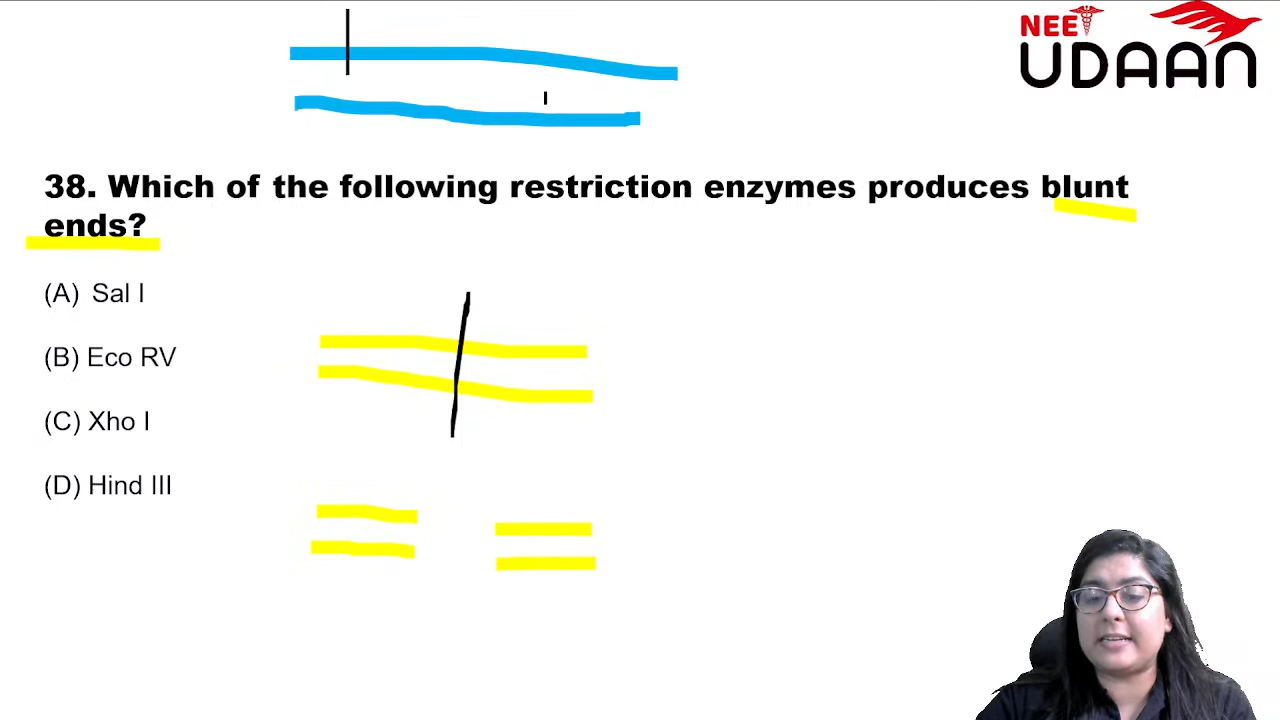 NEET
UDAAN
38. Which of the following restriction enzymes produces blunt
ends?
(A) Sal I
(B) Eco RV
(C) Xho I
(D) Hind III